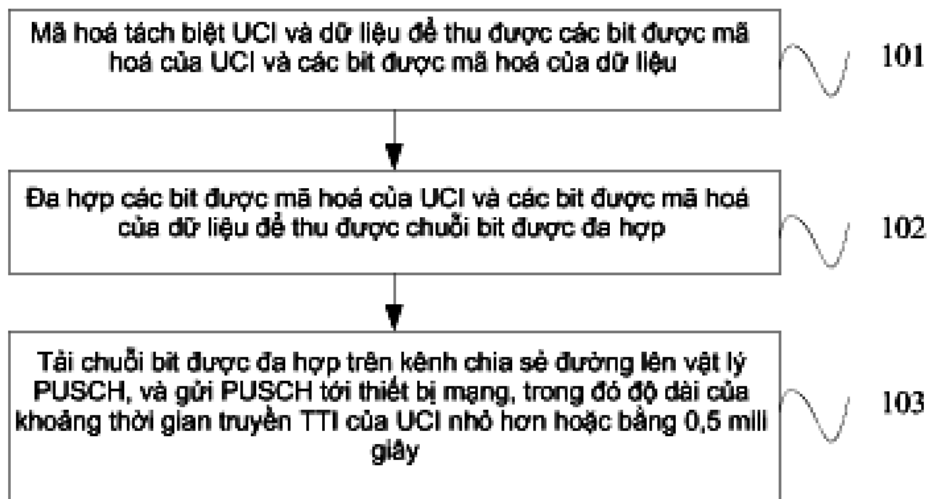 Mã hoá tách biệt UCI và dữ liệu để thu được các bit được mã
hoá của UCI và các bit được mã hoá của dữ liệu
101
Đa hợp các bit được mã hoá của UCI và các bit được mã hoá
của dữ liệu để thu được chuỗi bit được đa hợp
102
Tải chuỗi bit được đa hợp trên kênh chia sẻ đường lên vật lý
PUSCH, và gửi PUSCH tới thiết bị mạng, trong đó độ dài của
khoảng thời gian truyền TTI của UCI nhỏ hơn hoặc bằng 0,5 mili
giây
103